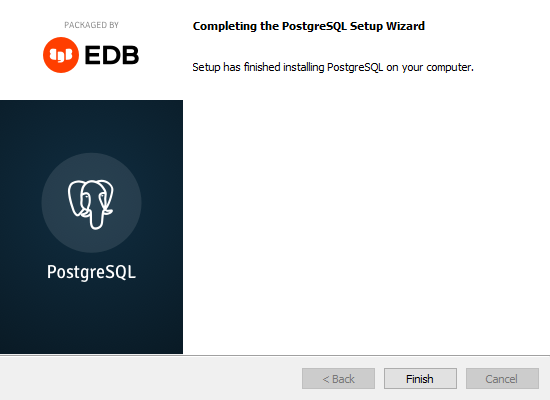 PACKAGED BY
EDB
Completing the PostgreSQL Setup Wizard
Setup has finished installing PostgreSQL on your computer.
PostgreSQL
< Back
Finish
Cancel